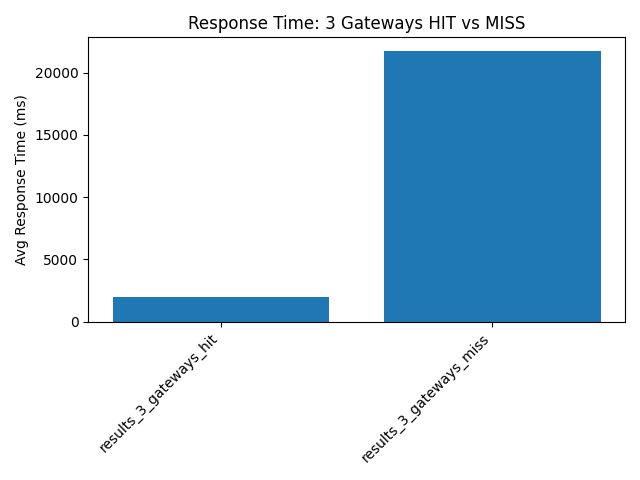 Response Time: 3 Gateways HIT vs MISS
Avg Response Time (ms)
20000
15000
10000
5000
0
results_3_gateways_hit
results_3_gateways_miss